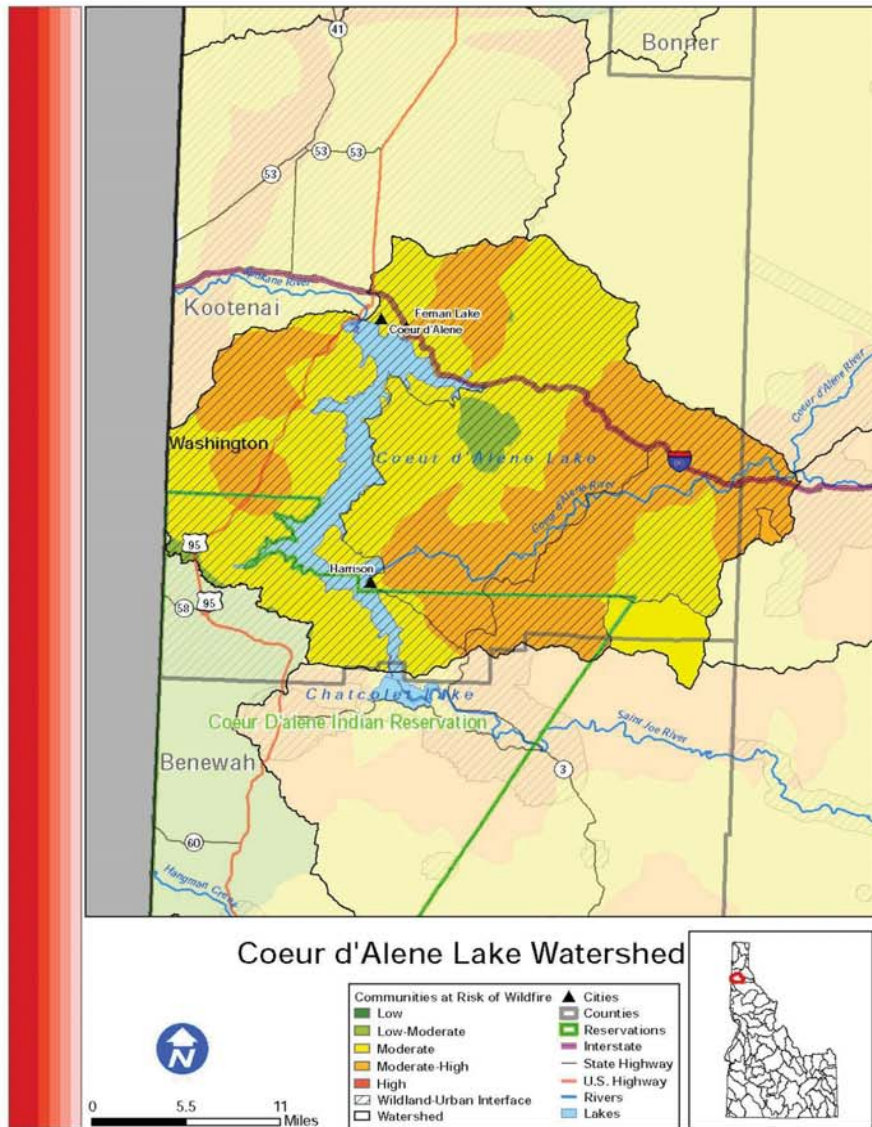 41
Bonner
53
53
53
Spokane River
Kootenai
Fernan Lake
Coeur d'Alene
Coeur d'Alene River
Washington
Coeur d'Alene Lake
Coeur d'Alene River
95
Harrison
58
95
Chatcolet Lake
Coeur D'alene Indian Reservation
Saint Joe River
Benewah
3
60
Hangman Creek
Coeur d'Alene Lake Watershed
Communities at Risk of Wildfire
Low
Low-Moderate
Moderate
Moderate-High
High
Wildland-Urban Interface
Watershed
Cities
Counties
Reservations
Interstate
State Highway
U.S. Highway
Rivers
Lakes
N
0 5.5 11
Miles